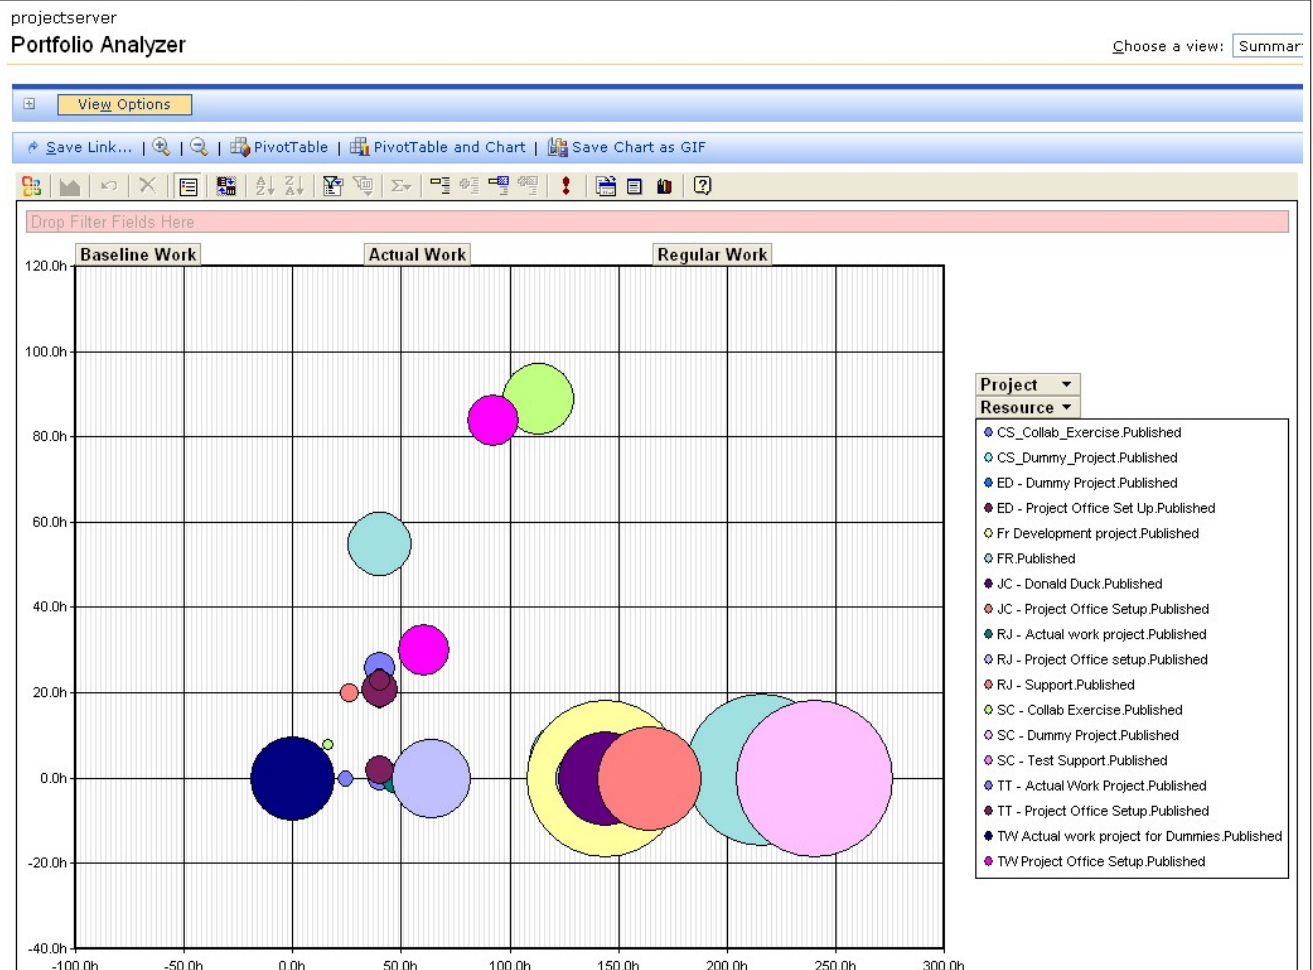 projectserver
Portfolio Analyzer
Choose a view: Summar
View Options
Save Link... | | | PivotTable | PivotTable and Chart | Save Chart as GIF
Drop Filter Fields Here
Baseline Work Actual Work Regular Work
120.0h
100.0h
80.0h
60.0h
40.0h
20.0h
0.0h
-20.0h
-40.0h
-100.0h -50.0h 0.0h 50.0h 100.0h 150.0h 200.0h 250.0h 300.0h
Project
Resource
CS_Collab_Exercise.Published
CS_Dummy_Project.Published
ED - Dummy Project.Published
ED - Project Office Set Up.Published
Fr Development project.Published
FR.Published
JC - Donald Duck.Published
JC - Project Office Setup.Published
RJ - Actual work project.Published
RJ - Project Office setup.Published
RJ - Support.Published
SC - Collab Exercise.Published
SC - Dummy Project.Published
SC - Test Support.Published
TT - Actual Work Project.Published
TT - Project Office Setup.Published
TW Actual work project for Dummies.Published
TW Project Office Setup.Published